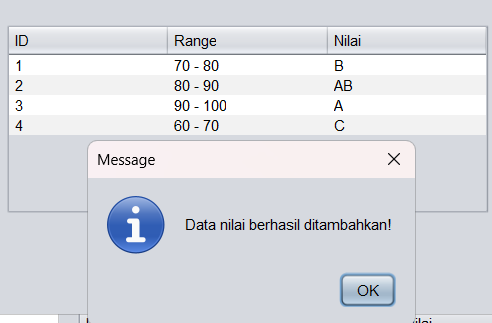 ID Range Nilai
1 70 - 80 B
2 80 - 90 AB
3 90 - 100 A
4 60 - 70 C
Message
Data nilai berhasil ditambahkan!
OK